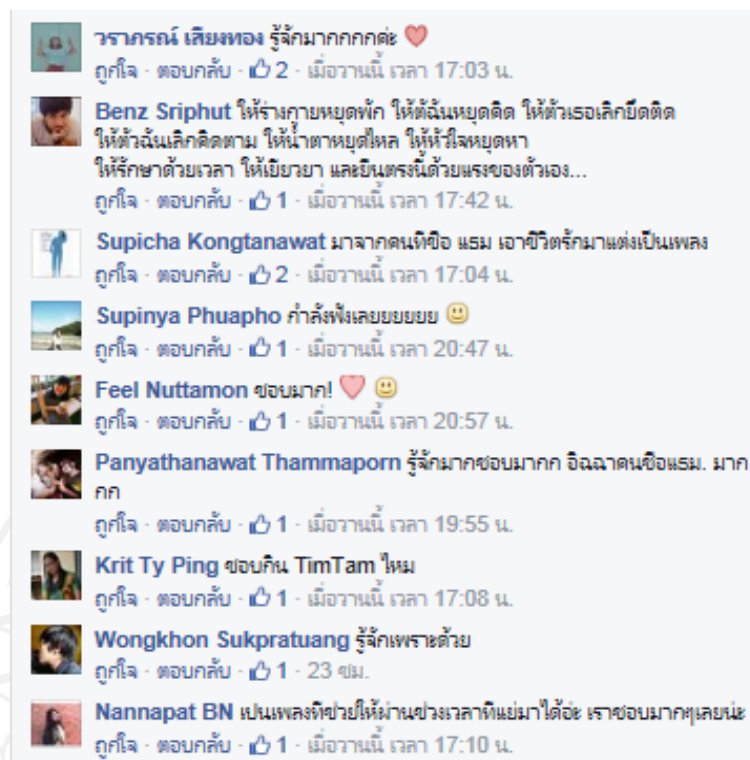 วราภรณ์ เสียงทอง รู้จักมากกกกค่ะ
ถูกใจ · ตอบกลับ · 2 · เมื่อวานนี้ เวลา 17:03 น.
Benz Sriphut ให้ร่างกายหยุดพัก ให้ตัฉันหยุดคิด ให้ตัวเธอเลิกยึดติด
ให้ตัวฉันเลิกคิดตาม ให้น้ำตาหยุดไหล ให้หัวใจหยุดหา
ให้รักษาด้วยเวลา ให้เยียวยา และยืนตรงนี้ด้วยแรงของตัวเอง...
ถูกใจ · ตอบกลับ · 1 · เมื่อวานนี้ เวลา 17:42 น.
Supicha Kongtanawat มาจากคนที่ชื่อ แธม เอาชีวิตรักมาแต่งเป็นเพลง
ถูกใจ · ตอบกลับ · 2 · เมื่อวานนี้ เวลา 17:04 น.
Supinya Phuapho กำลังฟังเลยยยยยย
ถูกใจ · ตอบกลับ · 1 · เมื่อวานนี้ เวลา 20:47 น.
Feel Nuttamon ชอบมาก!
ถูกใจ · ตอบกลับ · 1 · เมื่อวานนี้ เวลา 20:57 น.
Panyathanawat Thammaporn รู้จักมากชอบมากก อิฉฉาคนชื่อแธม. มาก
กก
ถูกใจ · ตอบกลับ · 1 · เมื่อวานนี้ เวลา 19:55 น.
Krit Ty Ping ชอบกิน TimTam ไหม
ถูกใจ · ตอบกลับ · 1 · เมื่อวานนี้ เวลา 17:08 น.
Wongkhon Sukpratuang รู้จักเพราะด้วย
ถูกใจ · ตอบกลับ · 1 · 23 ชม.
Nannapat BN เปนเพลงที่ช่วยให้ผ่านช่วงเวลาที่แย่มาได้อ่ะ เราชอบมากๆเลยน่ะ
ถูกใจ · ตอบกลับ · 1 · เมื่อวานนี้ เวลา 17:10 น.